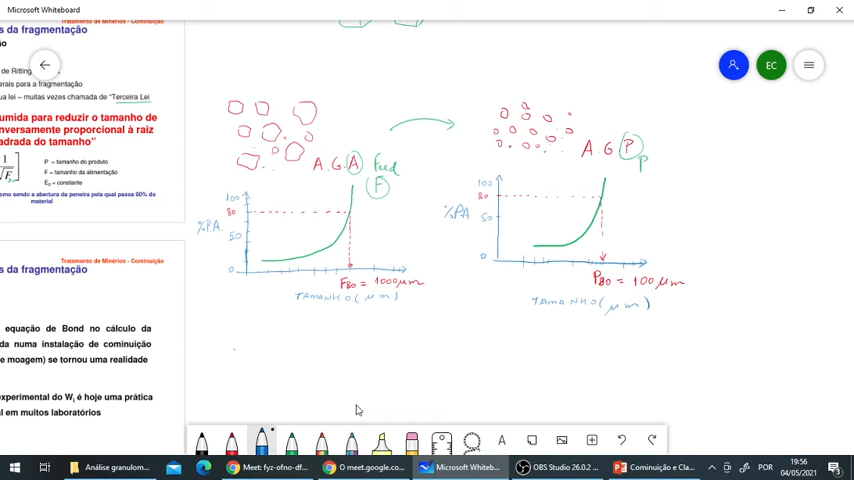 Microsoft Whiteboard
Tratamento de Minérios - Cominuição
s da fragmentação
ão
de Ritting
erais para a fragmentação
ua lei – muitas vezes chamada de "Terceira Lei
umida para reduzir o tamanho de
nversamente proporcional à raiz
adrada do tamanho"
1
√F
P = tamanho do produto
F = tamanho da alimentação
E0 = constante
omo sendo a abertura da peneira pela qual passa 80% do
material
Tratamento de Minérios - Cominuição
s da fragmentação
equação de Bond no cálculo da
da numa instalação de cominuição
e moagem) se tornou uma realidade
experimental do Wi é hoje uma prática
al em muitos laboratórios
EC
A.G.A Feed
F
100
80
%P.A.
50
0
F80 = 1000 μm
TAMANHO (μm)
A.G P
P
100
80
%P.A
50
0
P80 = 100 μm
TAMANHO (μm)
A
Análise granulom...
Meet: fyz-ofno-df...
O meet.google.co...
Microsoft Whiteb...
OBS Studio 26.0.2 ...
Cominuição e Cla...
POR
19:56
04/05/2021
3